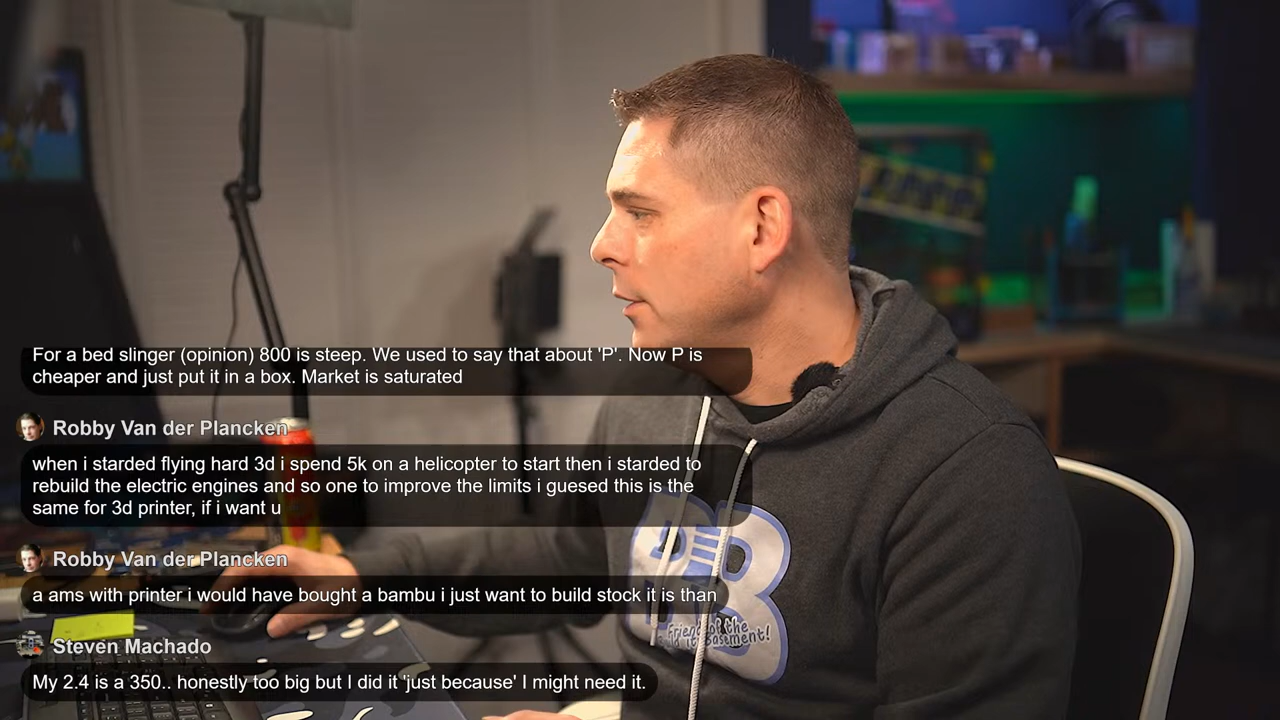 For a bed slinger (opinion) 800 is steep. We used to say that about 'P'. Now P is
cheaper and just put it in a box. Market is saturated
Robby Van der Plancken
when i starded flying hard 3d i spend 5k on a helicopter to start then i starded to
rebuild the electric engines and so one to improve the limits i guesed this is the
same for 3d printer, if i want u
Robby Van der Plancken
a ams with printer i would have bought a bambu i just want to build stock it is than
Friend of the
Basement!
Steven Machado
My 2.4 is a 350.. honestly too big but I did it 'just because' I might need it.